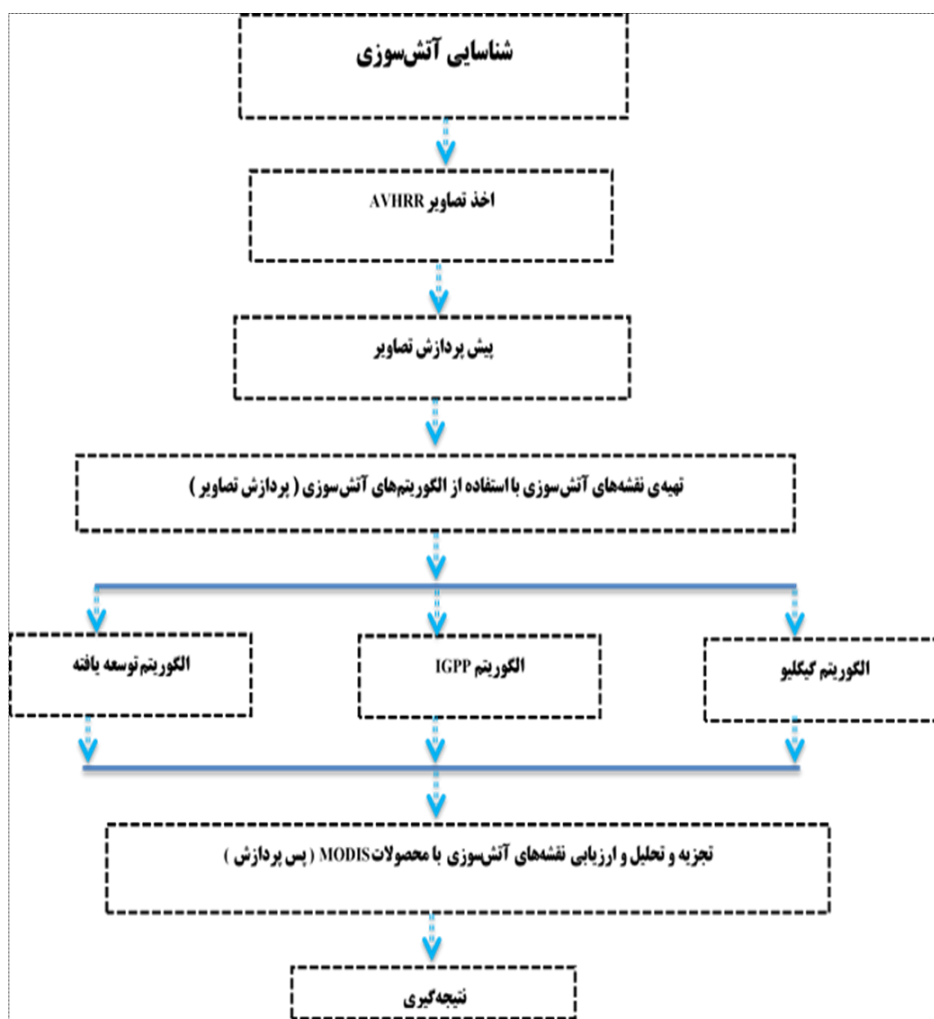 شناسایی آتش‌سوزی
اخذ تصاویر AVHRR
پیش پردازش تصاویر
تهیه‌ی نقشه‌های آتش‌سوزی با استفاده از الگوریتم‌های آتش‌سوزی ( پردازش تصاویر )
الگوریتم گیگلیو
الگوریتم IGPP
الگوریتم توسعه یافته
تجزیه و تحلیل و ارزیابی نقشه‌های آتش‌سوزی با محصولات MODIS ( پس پردازش )
نتیجه‌گیری